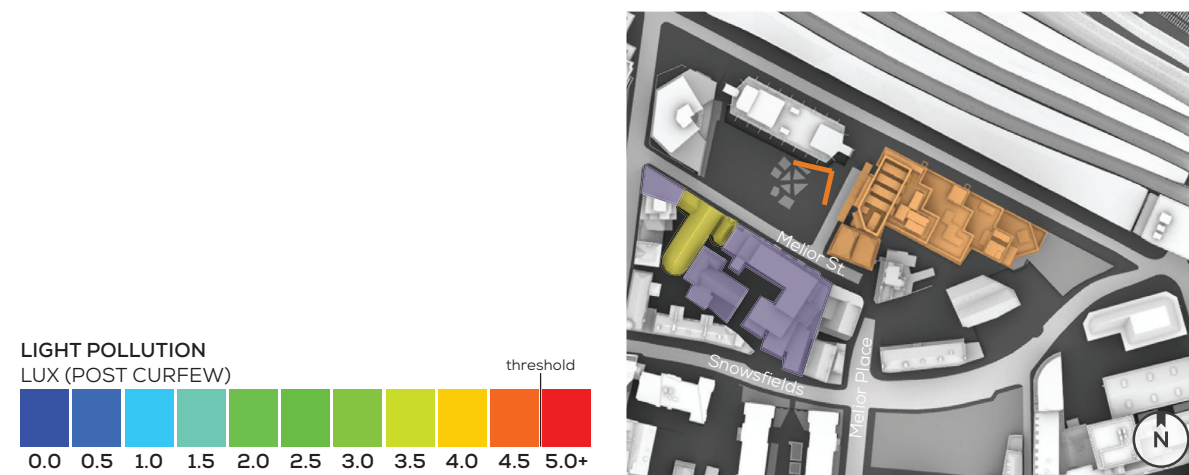 LIGHT POLLUTION
LUX (POST CURFEW)
threshold
0.0 0.5 1.0 1.5 2.0 2.5 3.0 3.5 4.0 4.5 5.0+
Melior St.
Snowsfields
Melior Place
N